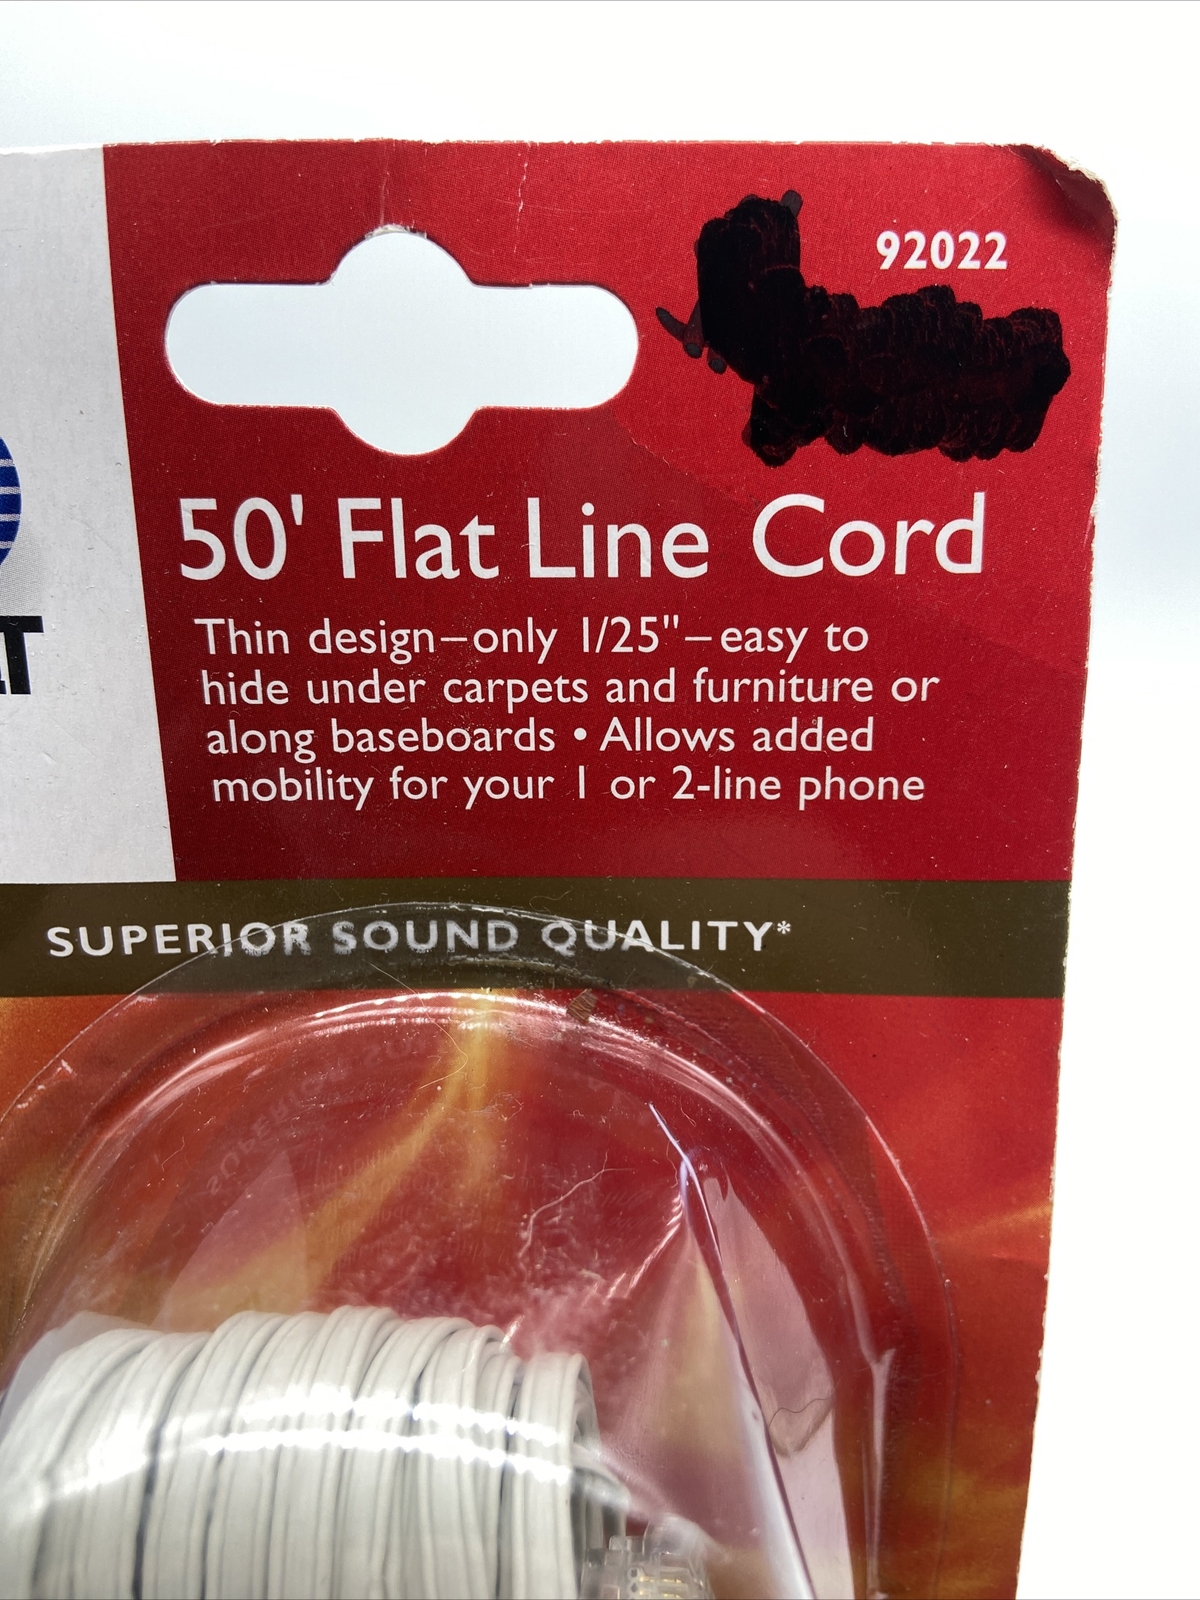 92022
50' Flat Line Cord
Thin design–only 1/25"–easy to
hide under carpets and furniture or
along baseboards • Allows added
mobility for your 1 or 2-line phone
SUPERIOR SOUND QUALITY*